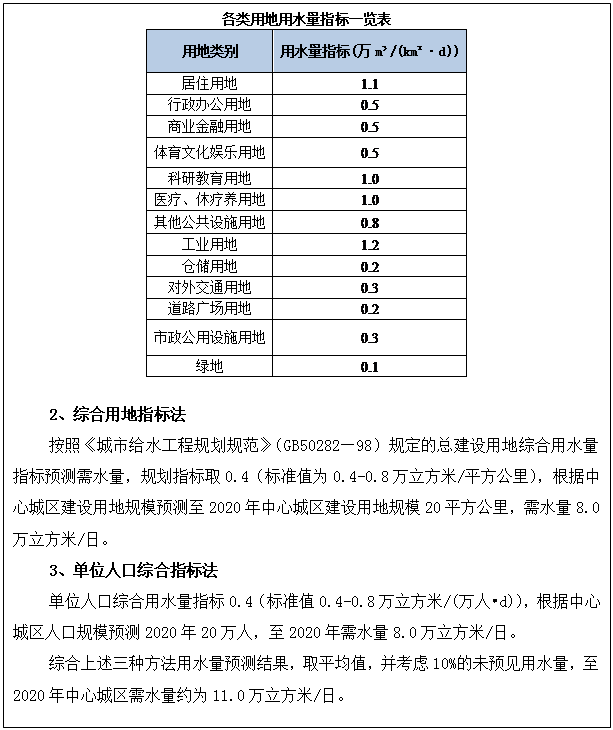 各类用地用水量指标一览表
用地类别 用水量指标(万 m³/(km²·d))
居住用地 1.1
行政办公用地 0.5
商业金融用地 0.5
体育文化娱乐用地 0.5
科研教育用地 1.0
医疗、休疗养用地 1.0
其他公共设施用地 0.8
工业用地 1.2
仓储用地 0.2
对外交通用地 0.3
道路广场用地 0.2
市政公用设施用地 0.3
绿地 0.1
2、综合用地指标法
按照《城市给水工程规划规范》（GB50282—98）规定的总建设用地综合用水量
指标预测需水量，规划指标取 0.4（标准值为 0.4-0.8 万立方米/平方公里），根据中
心城区建设用地规模预测至 2020 年中心城区建设用地规模 20 平方公里，需水量 8.0
万立方米/日。
3、单位人口综合指标法
单位人口综合用水量指标 0.4（标准值 0.4-0.8 万立方米/(万人•d)），根据中心
城区人口规模预测 2020 年 20 万人，至 2020 年需水量 8.0 万立方米/日。
综合上述三种方法用水量预测结果，取平均值，并考虑 10%的未预见用水量，至
2020 年中心城区需水量约为 11.0 万立方米/日。